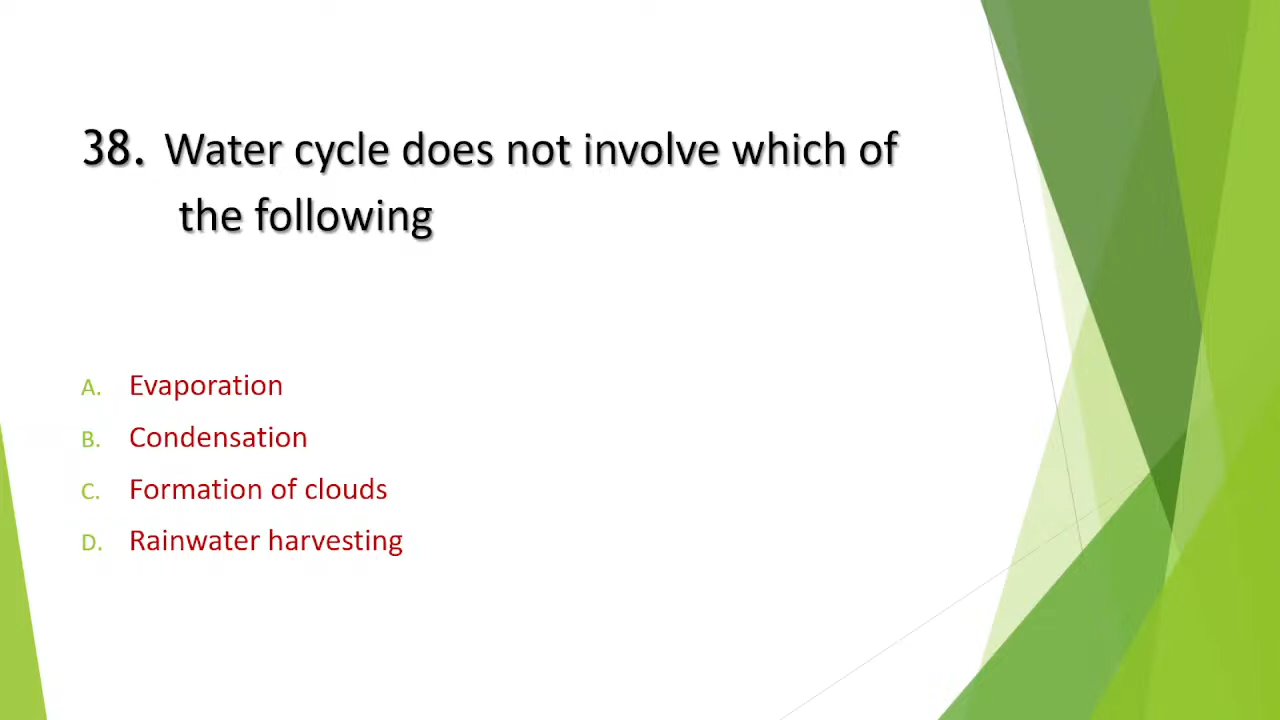 38. Water cycle does not involve which of
the following
A. Evaporation
B. Condensation
C. Formation of clouds
D. Rainwater harvesting